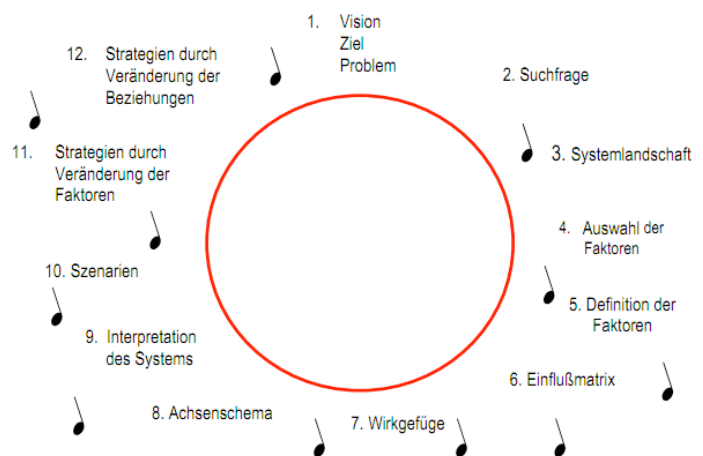 1. Vision
Ziel
Problem
2. Suchfrage
3. Systemlandschaft
4. Auswahl der
Faktoren
5. Definition der
Faktoren
6. Einflußmatrix
7. Wirkgefüge
8. Achsenschema
9. Interpretation
des Systems
10. Szenarien
11. Strategien durch
Veränderung der
Faktoren
12. Strategien durch
Veränderung der
Beziehungen